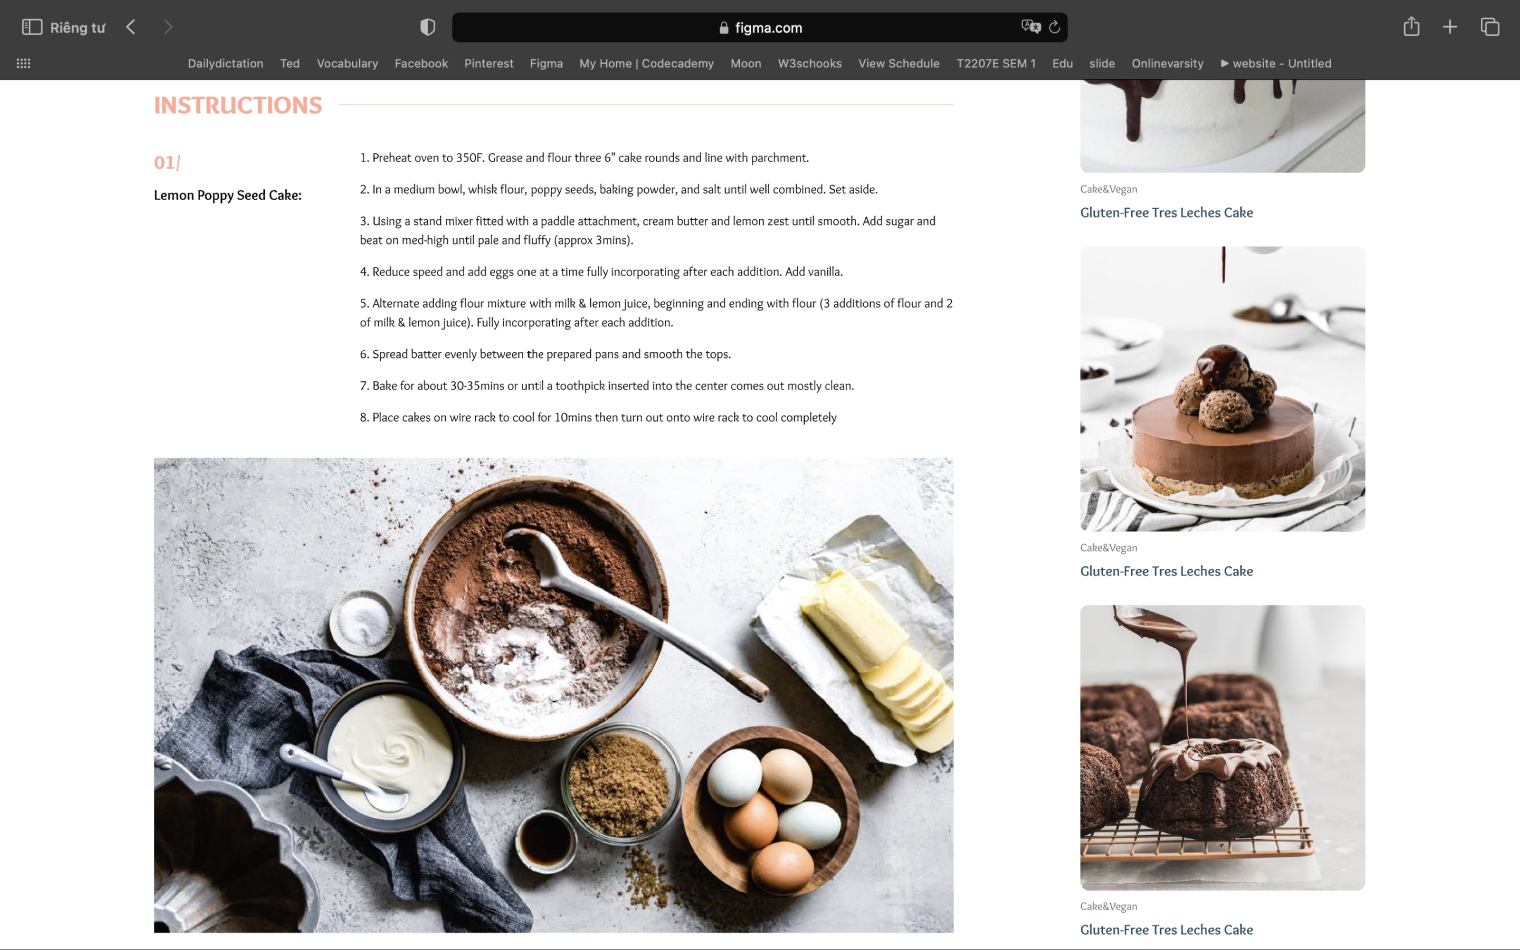 Riêng tư
figma.com
Dailydictation Ted Vocabulary Facebook Pinterest Figma My Home | Codecademy Moon W3schooks View Schedule T2207E SEM 1 Edu slide Onlinevarsity ► website - Untitled
INSTRUCTIONS
01/
Lemon Poppy Seed Cake:
1. Preheat oven to 350F. Grease and flour three 6" cake rounds and line with parchment.
2. In a medium bowl, whisk flour, poppy seeds, baking powder, and salt until well combined. Set aside.
3. Using a stand mixer fitted with a paddle attachment, cream butter and lemon zest until smooth. Add sugar and
beat on med-high until pale and fluffy (approx 3mins).
4. Reduce speed and add eggs one at a time fully incorporating after each addition. Add vanilla.
5. Alternate adding flour mixture with milk & lemon juice, beginning and ending with flour (3 additions of flour and 2
of milk & lemon juice). Fully incorporating after each addition.
6. Spread batter evenly between the prepared pans and smooth the tops.
7. Bake for about 30-35mins or until a toothpick inserted into the center comes out mostly clean.
8. Place cakes on wire rack to cool for 10mins then turn out onto wire rack to cool completely
Cake&Vegan
Gluten-Free Tres Leches Cake
Cake&Vegan
Gluten-Free Tres Leches Cake
Cake&Vegan
Gluten-Free Tres Leches Cake